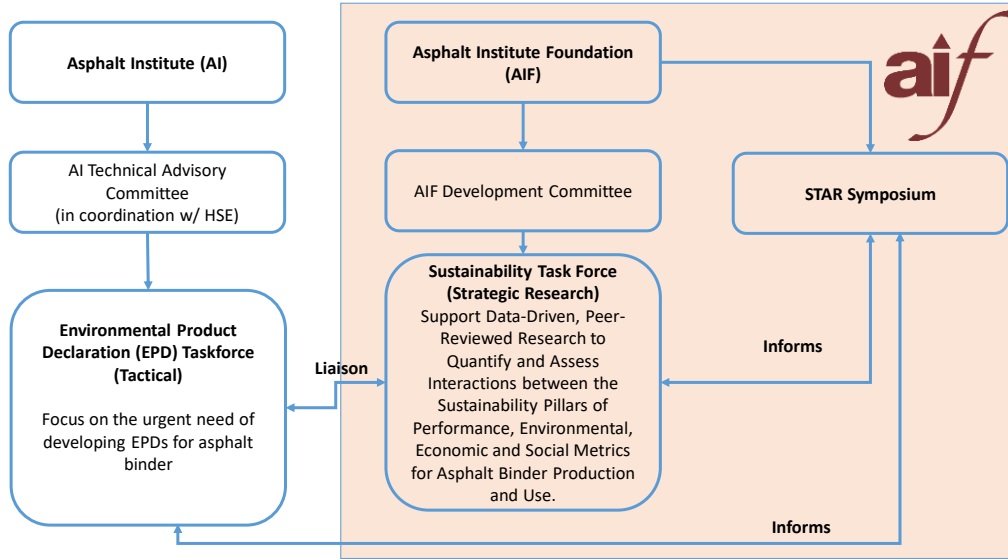 Asphalt Institute (AI)
AI Technical Advisory
Committee
(in coordination w/ HSE)
Environmental Product
Declaration (EPD) Taskforce
(Tactical)
Focus on the urgent need of
developing EPDs for asphalt
binder
Liaison
Asphalt Institute Foundation
(AIF)
AIF Development Committee
Sustainability Task Force
(Strategic Research)
Support Data-Driven, Peer-
Reviewed Research to
Quantify and Assess
Interactions between the
Sustainability Pillars of
Performance, Environmental,
Economic and Social Metrics
for Asphalt Binder Production
and Use.
aif
STAR Symposium
Informs
Informs